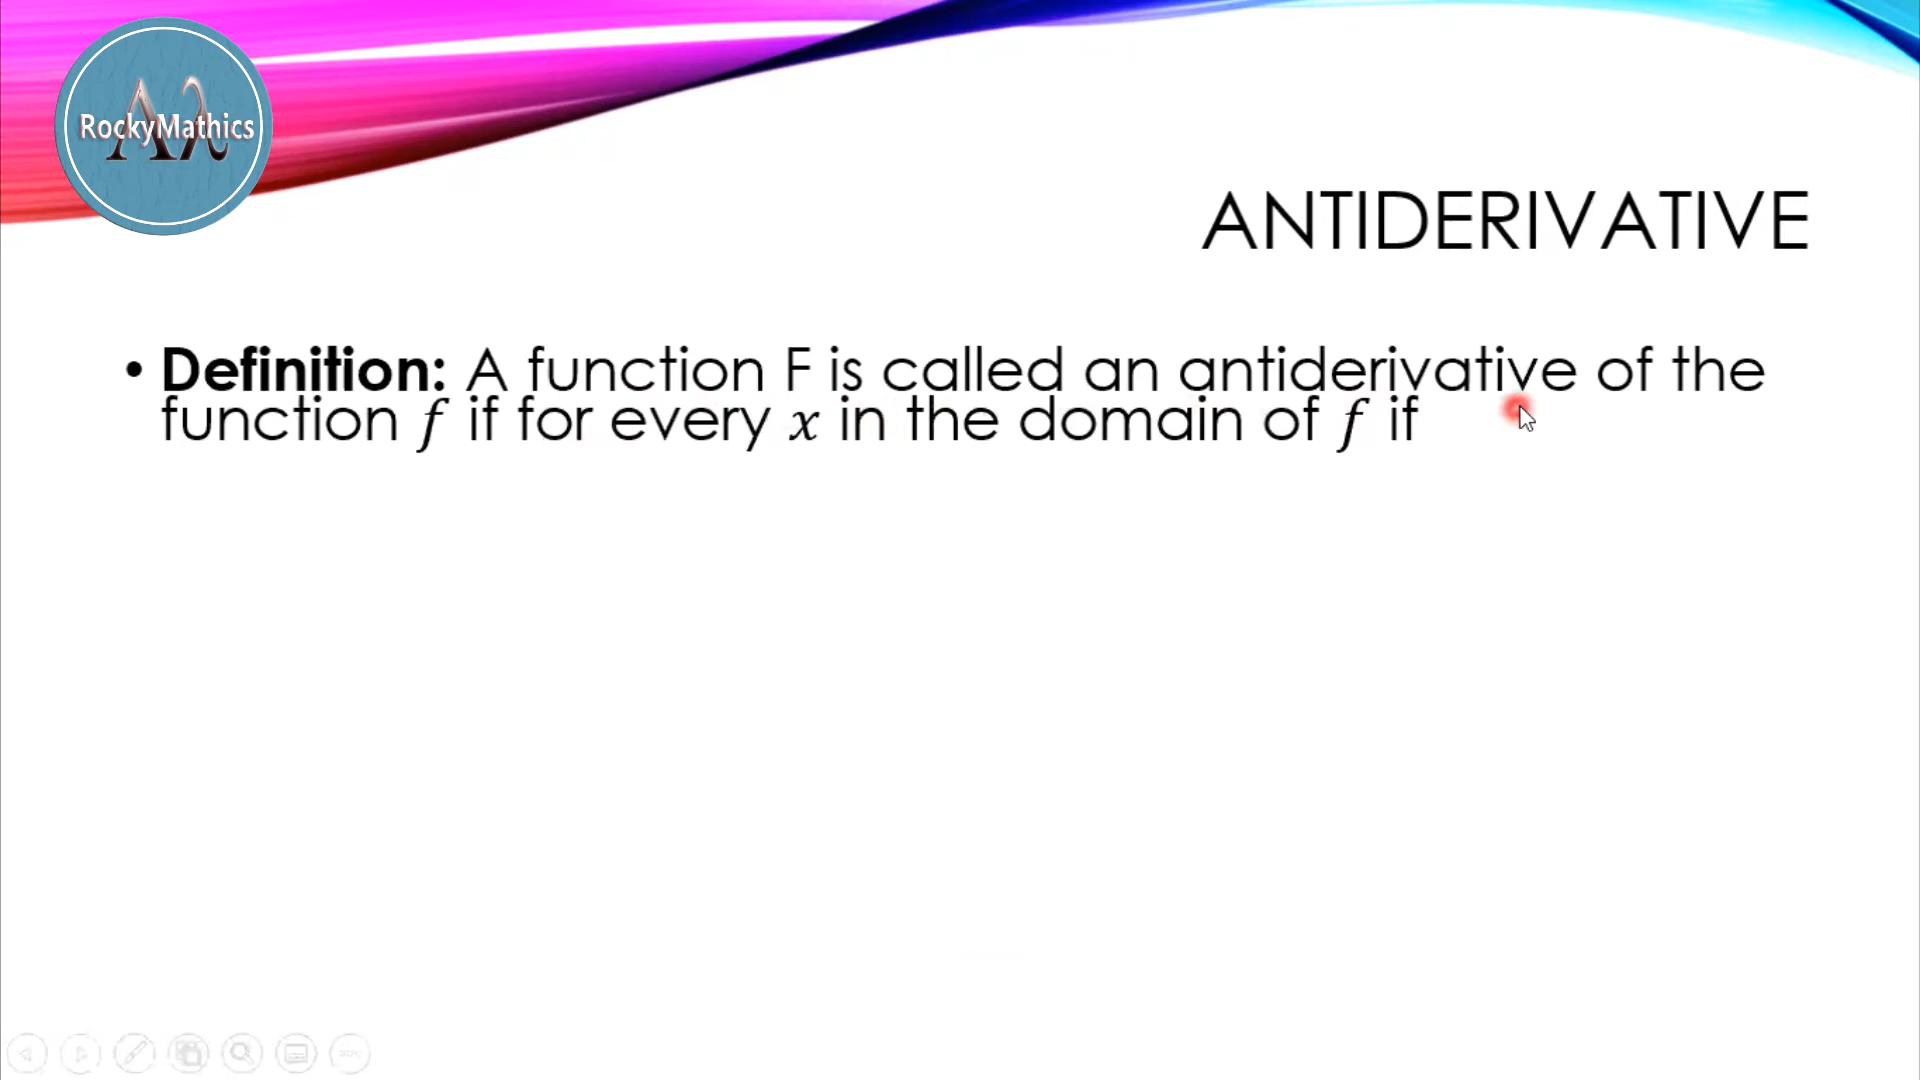 RockyMathics
ANTIDERIVATIVE
• Definition: A function F is called an antiderivative of the
function f if for every x in the domain of f if